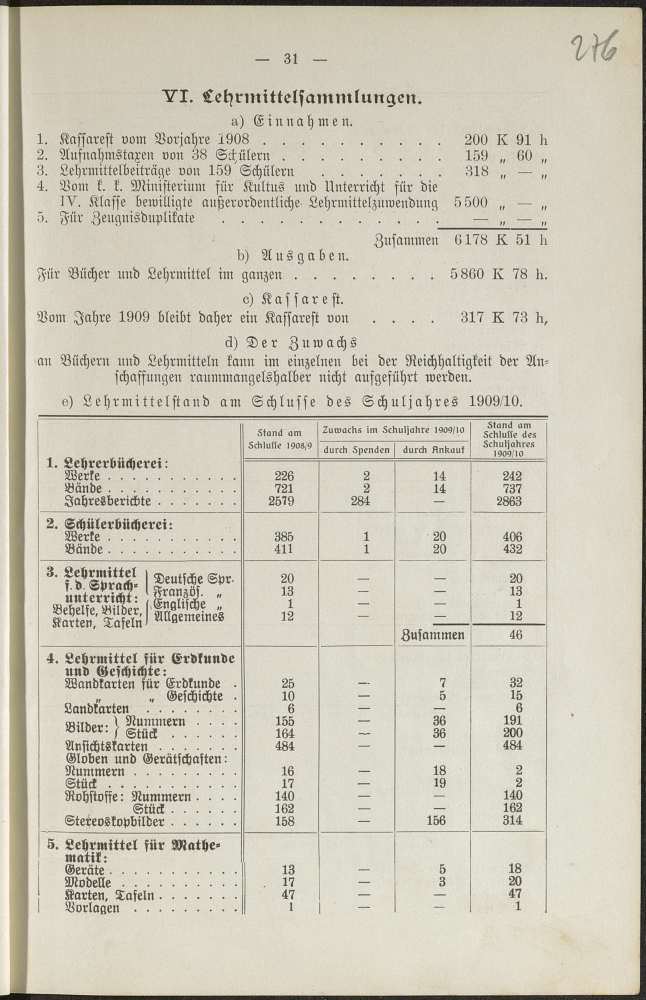 276
— 31 —
VI. Lehrmittelsammlungen.
a) Einnahmen.
1. Kassarest vom Vorjahre 1908 . . . . . . . . . . 200 K 91 h
2. Aufnahmstaxen von 38 Schülern . . . . . . . . . 159 „ 60 „
3. Lehrmittelbeiträge von 159 Schülern . . . . . . . 318 „ — „
4. Vom k. k. Ministerium für Kultus und Unterricht für die
IV. Klasse bewilligte außerordentliche Lehrmittelzuwendung 5500 „ — „
5. Für Zeugnisduplikate . . . . . . . . . . . . — „ — „
Zusammen 6178 K 51 h
b) Ausgaben.
Für Bücher und Lehrmittel im ganzen . . . . . . . . 5860 K 78 h.
c) Kassarest.
Vom Jahre 1909 bleibt daher ein Kassarest von . . . . 317 K 73 h,
d) Der Zuwachs
an Büchern und Lehrmitteln kann im einzelnen bei der Reichhaltigkeit der An-
schaffungen raummangelshalber nicht aufgeführt werden.
e) Lehrmittelstand am Schlusse des Schuljahres 1909/10.
Stand am Schlusse 1908/9 Zuwachs im Schuljahre 1909/10 Stand am Schlusse des Schuljahres 1909/10
durch Spenden durch Ankauf
1. Lehrerbücherei:
Werke . . . . . . . . . . . 226 2 14 242
Bände . . . . . . . . . . . 721 2 14 737
Jahresberichte . . . . . . . 2579 284 — 2863
2. Schülerbücherei:
Werke . . . . . . . . . . . 385 1 20 406
Bände . . . . . . . . . . . 411 1 20 432
3. Lehrmittel f. d. Sprach-unterricht: Behelfe, Bilder, Karten, Tafeln
Deutsche Spr. 20 — — 20
Französ. „ 13 — — 13
Englische „ 1 — — 1
Allgemeines 12 — — 12
Zusammen 46
4. Lehrmittel für Erdkunde
und Geschichte:
Wandkarten für Erdkunde . 25 — 7 32
„ „ Geschichte . 10 — 5 15
Landkarten . . . . . . . . 6 — — 6
Bilder: Nummern . . . . 155 — 36 191
Stück . . . . . 164 — 36 200
Ansichtskarten . . . . . . . 484 — — 484
Globen und Gerätschaften:
Nummern . . . . . . . . . 16 — 18 2
Stück . . . . . . . . . . . 17 — 19 2
Rohstoffe: Nummern . . . . 140 — — 140
Stück . . . . . . 162 — — 162
Stereoskopbilder . . . . . . 158 — 156 314
5. Lehrmittel für Mathe-
matik:
Geräte . . . . . . . . . . . 13 — 5 18
Modelle . . . . . . . . . . 17 — 3 20
Karten, Tafeln . . . . . . . 47 — — 47
Vorlagen . . . . . . . . . 1 — — 1